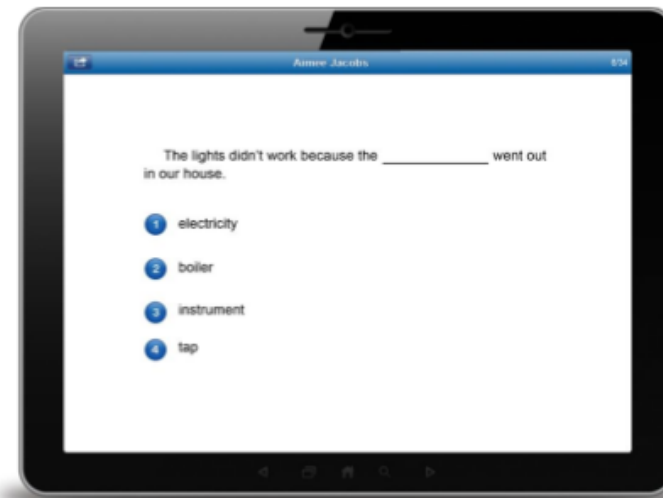 Aimee Jacobs
The lights didn't work because the ______________ went out
in our house.
1 electricity
2 boiler
3 instrument
4 tap